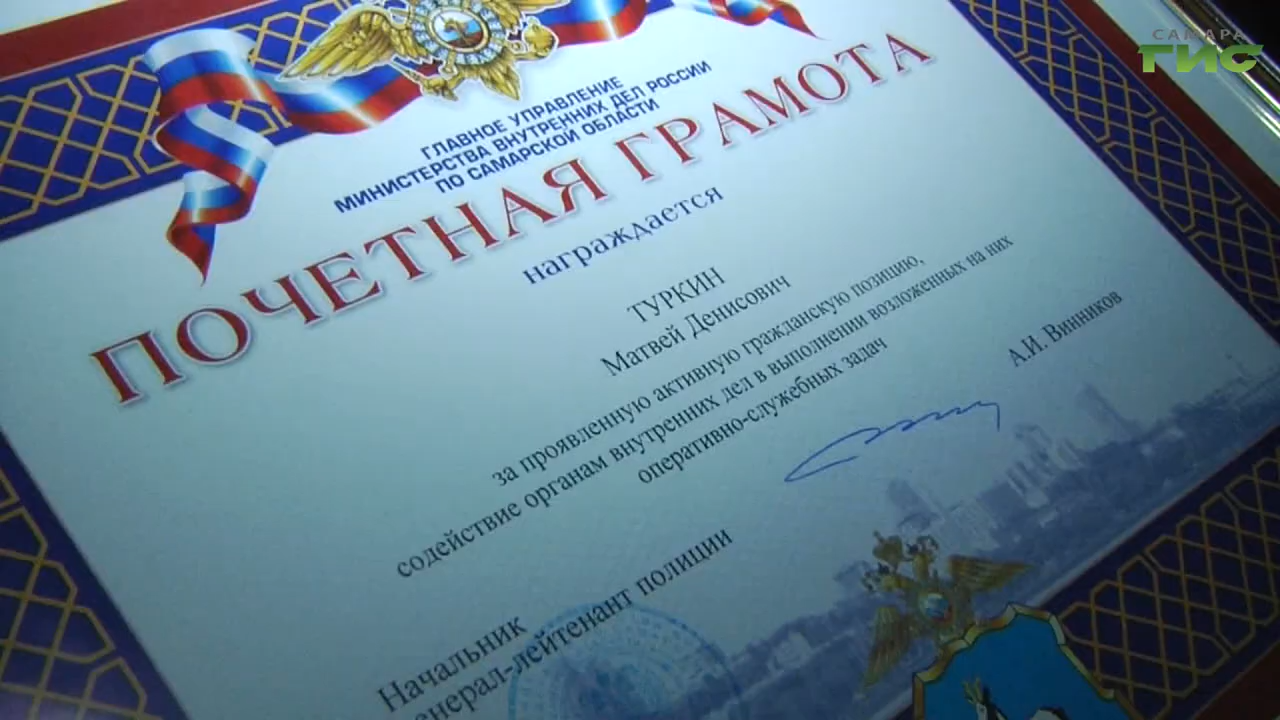 САМАРА
ГИС
ГЛАВНОЕ УПРАВЛЕНИЕ
МИНИСТЕРСТВА ВНУТРЕННИХ ДЕЛ РОССИИ
ПО САМАРСКОЙ ОБЛАСТИ
ПОЧЕТНАЯ ГРАМОТА
награждается
ТУРКИН
Матвей Денисович
за проявленную активную гражданскую позицию,
содействие органам внутренних дел в выполнении возложенных на них
оперативно-служебных задач
Начальник
енерал-лейтенант полиции
А.И. Винников